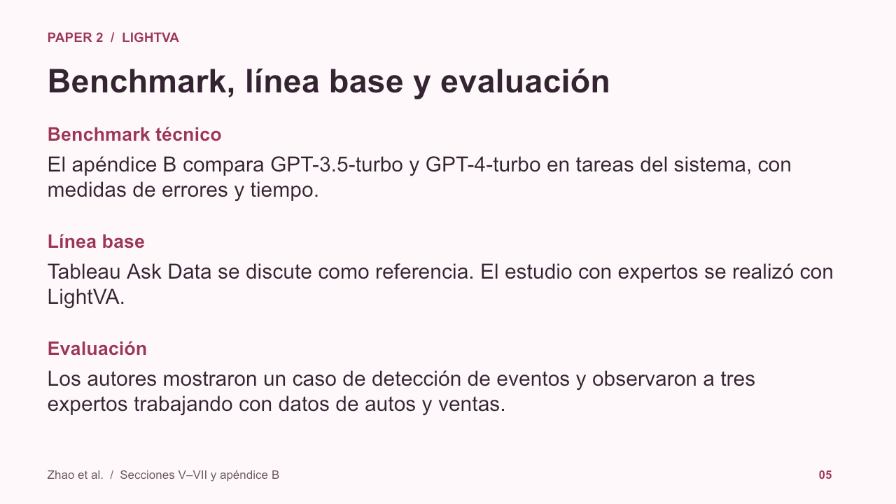 PAPER 2 / LIGHTVA
Benchmark, línea base y evaluación
Benchmark técnico
El apéndice B compara GPT-3.5-turbo y GPT-4-turbo en tareas del sistema, con
medidas de errores y tiempo.
Línea base
Tableau Ask Data se discute como referencia. El estudio con expertos se realizó con
LightVA.
Evaluación
Los autores mostraron un caso de detección de eventos y observaron a tres
expertos trabajando con datos de autos y ventas.
Zhao et al. / Secciones V–VII y apéndice B
05